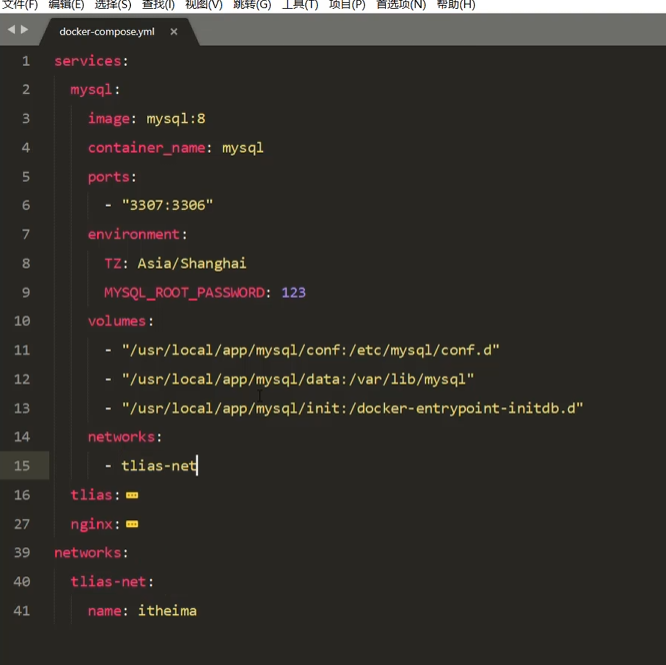 文件(F) 编辑(E) 选择(S) 查找(I) 视图(V) 跳转(G) 工具(T) 项目(P) 首选项(N) 帮助(H)
docker-compose.yml ×
1 services:
2 mysql:
3 image: mysql:8
4 container_name: mysql
5 ports:
6 - "3307:3306"
7 environment:
8 TZ: Asia/Shanghai
9 MYSQL_ROOT_PASSWORD: 123
10 volumes:
11 - "/usr/local/app/mysql/conf:/etc/mysql/conf.d"
12 - "/usr/local/app/mysql/data:/var/lib/mysql"
13 - "/usr/local/app/mysql/init:/docker-entrypoint-initdb.d"
14 networks:
15 - tlias-net
16 tlias:
27 nginx:
39 networks:
40 tlias-net:
41 name: itheima